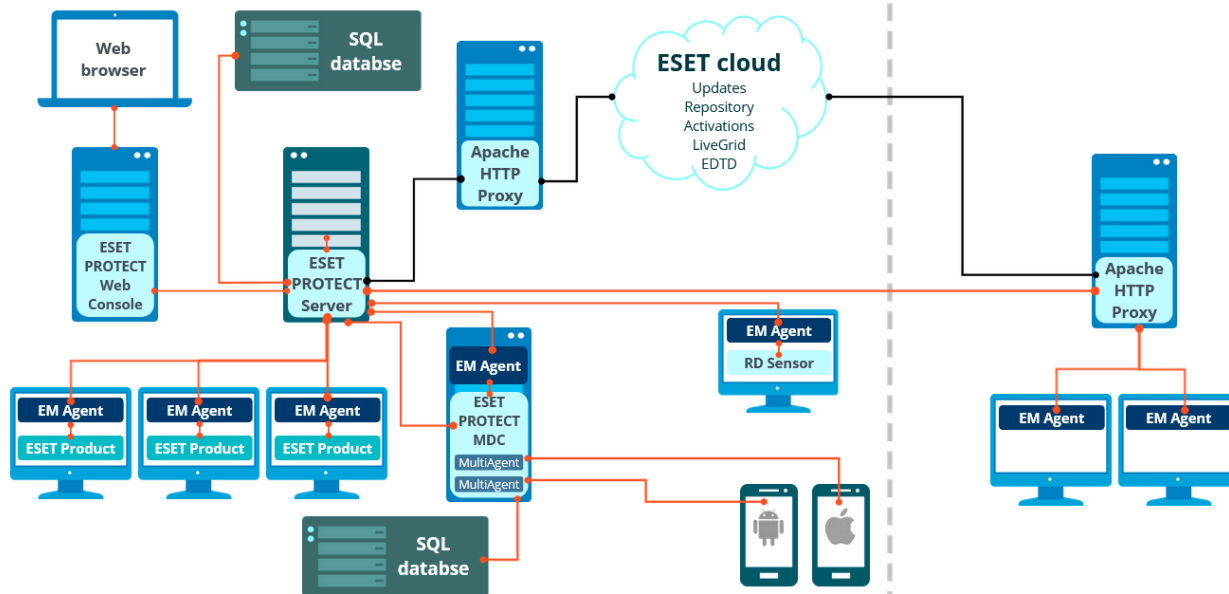 Web
browser
SQL
databse
ESET cloud
Updates
Repository
Activations
LiveGrid
EDTD
Apache
HTTP
Proxy
ESET
PROTECT
Web
Console
ESET
PROTECT
Server
Apache
HTTP
Proxy
EM Agent
RD Sensor
EM Agent
ESET
PROTECT
MDC
MultiAgent
MultiAgent
EM Agent
ESET Product
EM Agent
ESET Product
EM Agent
ESET Product
EM Agent
EM Agent
SQL
databse